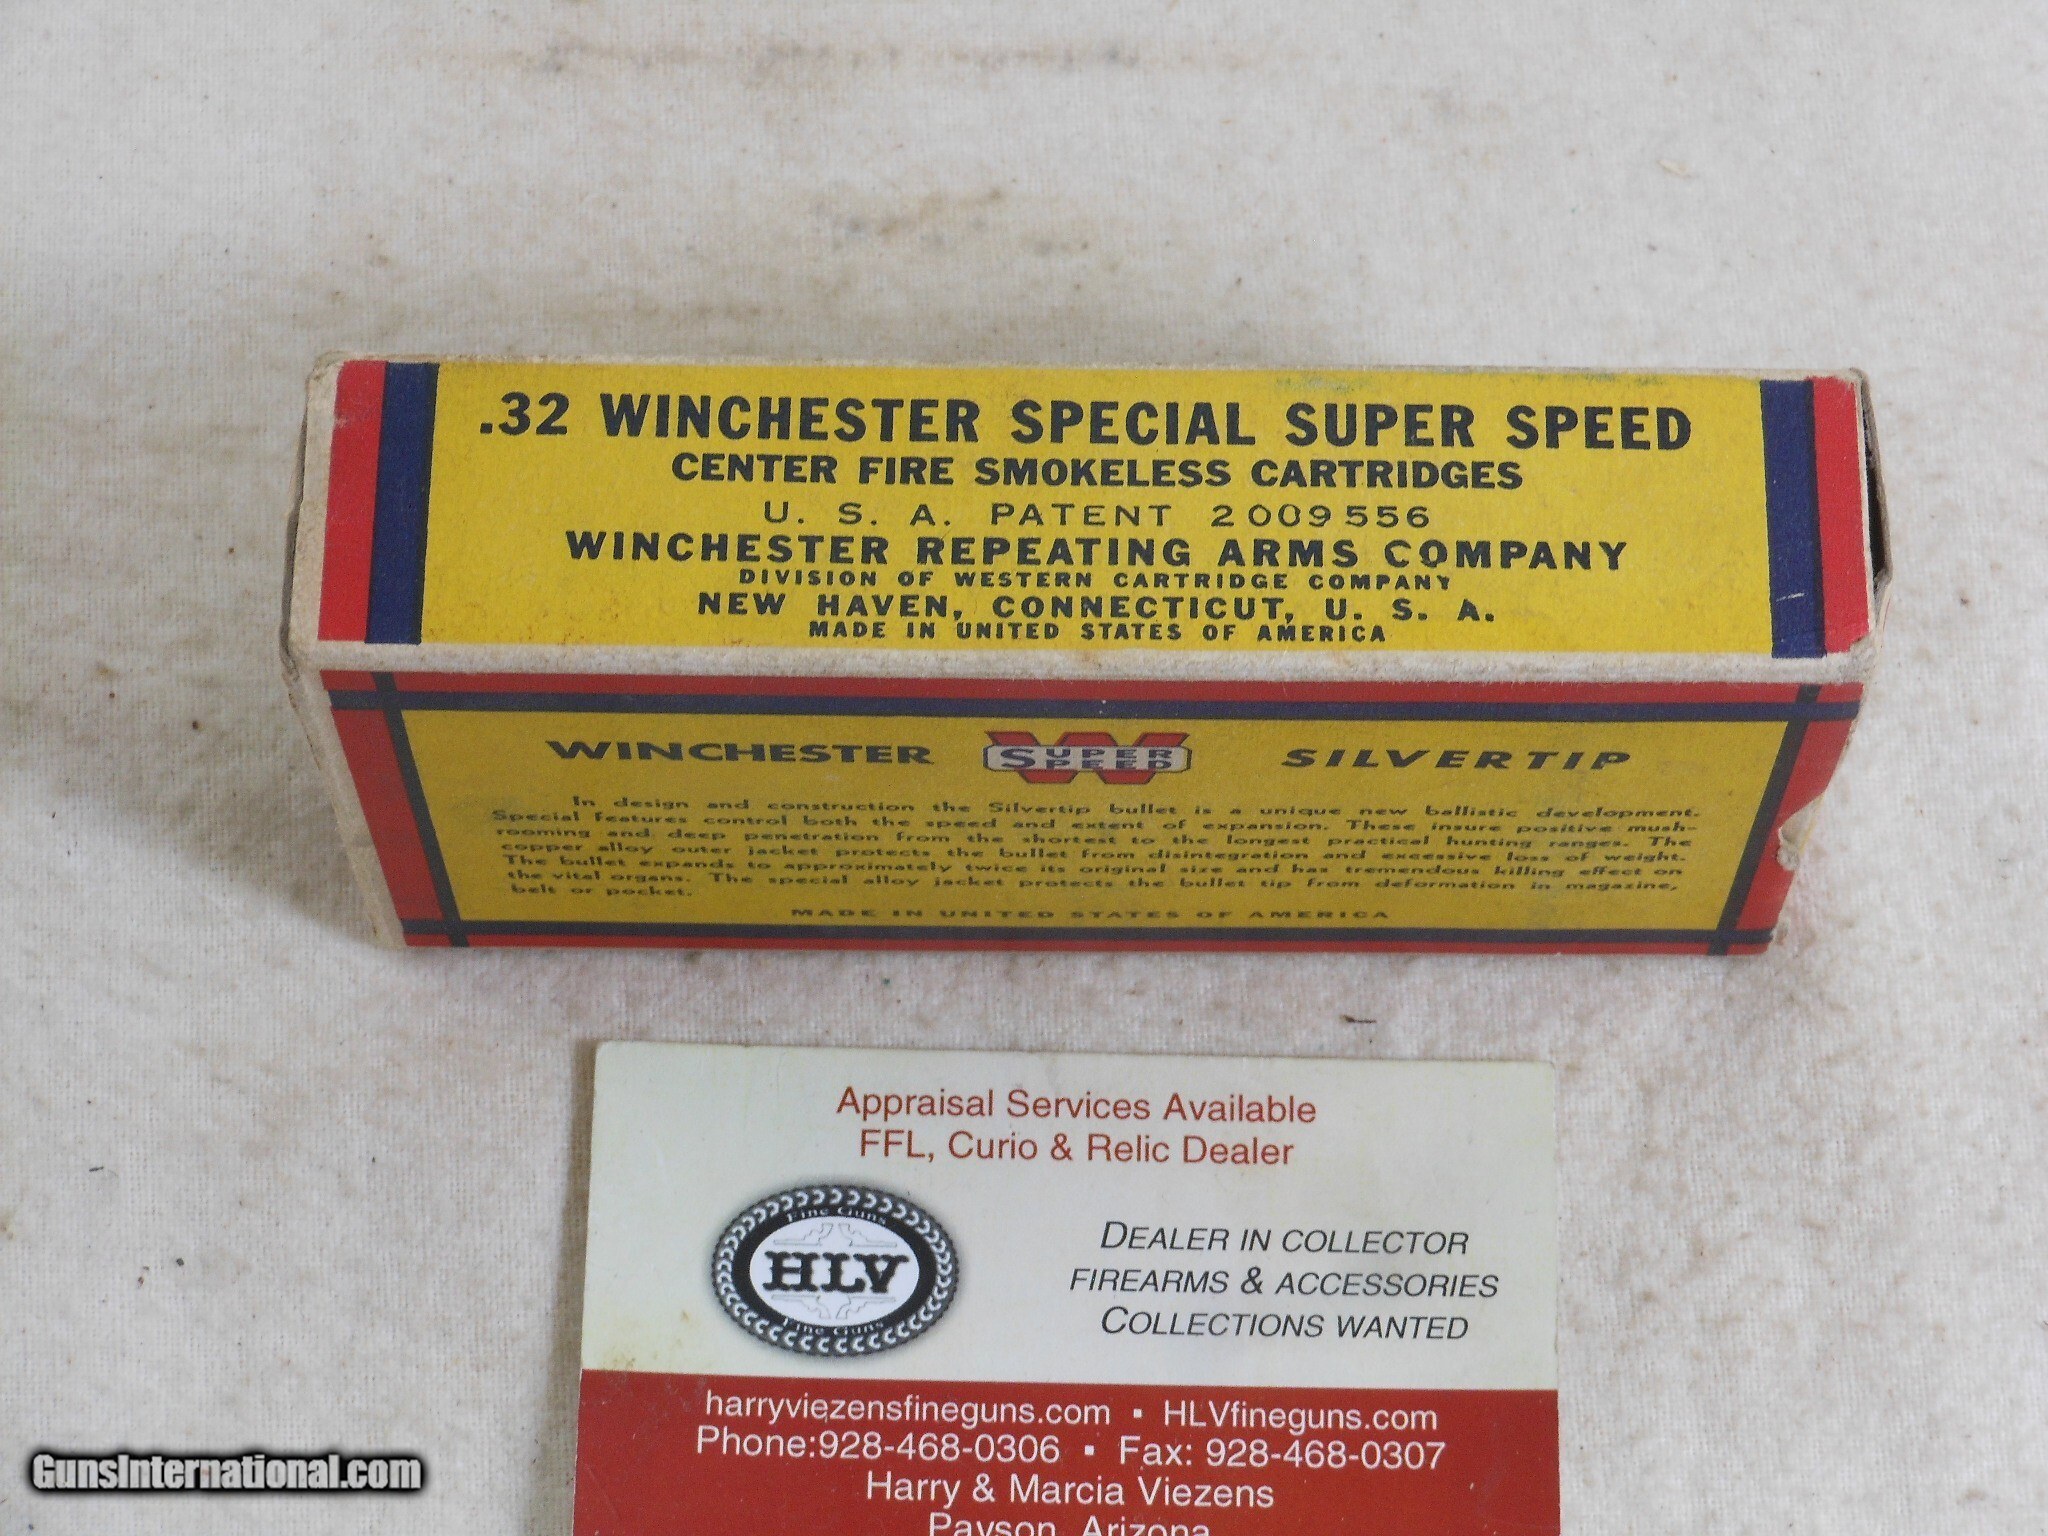 .32 WINCHESTER SPECIAL SUPER SPEED
CENTER FIRE SMOKELESS CARTRIDGES
U. S. A. PATENT 2009556
WINCHESTER REPEATING ARMS COMPANY
DIVISION OF WESTERN CARTRIDGE COMPANY
NEW HAVEN, CONNECTICUT, U. S. A.
MADE IN UNITED STATES OF AMERICA
WINCHESTER W SUPER SPEED SILVERTIP
In design and construction the Silvertip bullet is a unique new ballistic development.
Special features control both the speed and extent of expansion. These insure positive mush-
rooming and deep penetration from the shortest to the longest practical hunting ranges. The
copper alloy outer jacket protects the bullet from disintegration and excessive loss of weight.
The bullet expands to approximately twice its original size and has tremendous killing effect on
the vital organs. The special alloy jacket protects the bullet tip from deformation in magazine,
belt or pocket.
MADE IN UNITED STATES OF AMERICA
Appraisal Services Available
FFL, Curio & Relic Dealer
Fine Guns
HLV
Fine Guns
DEALER IN COLLECTOR
FIREARMS & ACCESSORIES
COLLECTIONS WANTED
harryviezensfineguns.com ▪ HLVfineguns.com
Phone:928-468-0306 ▪ Fax: 928-468-0307
Harry & Marcia Viezens
Payson, Arizona
GunsInternational.com